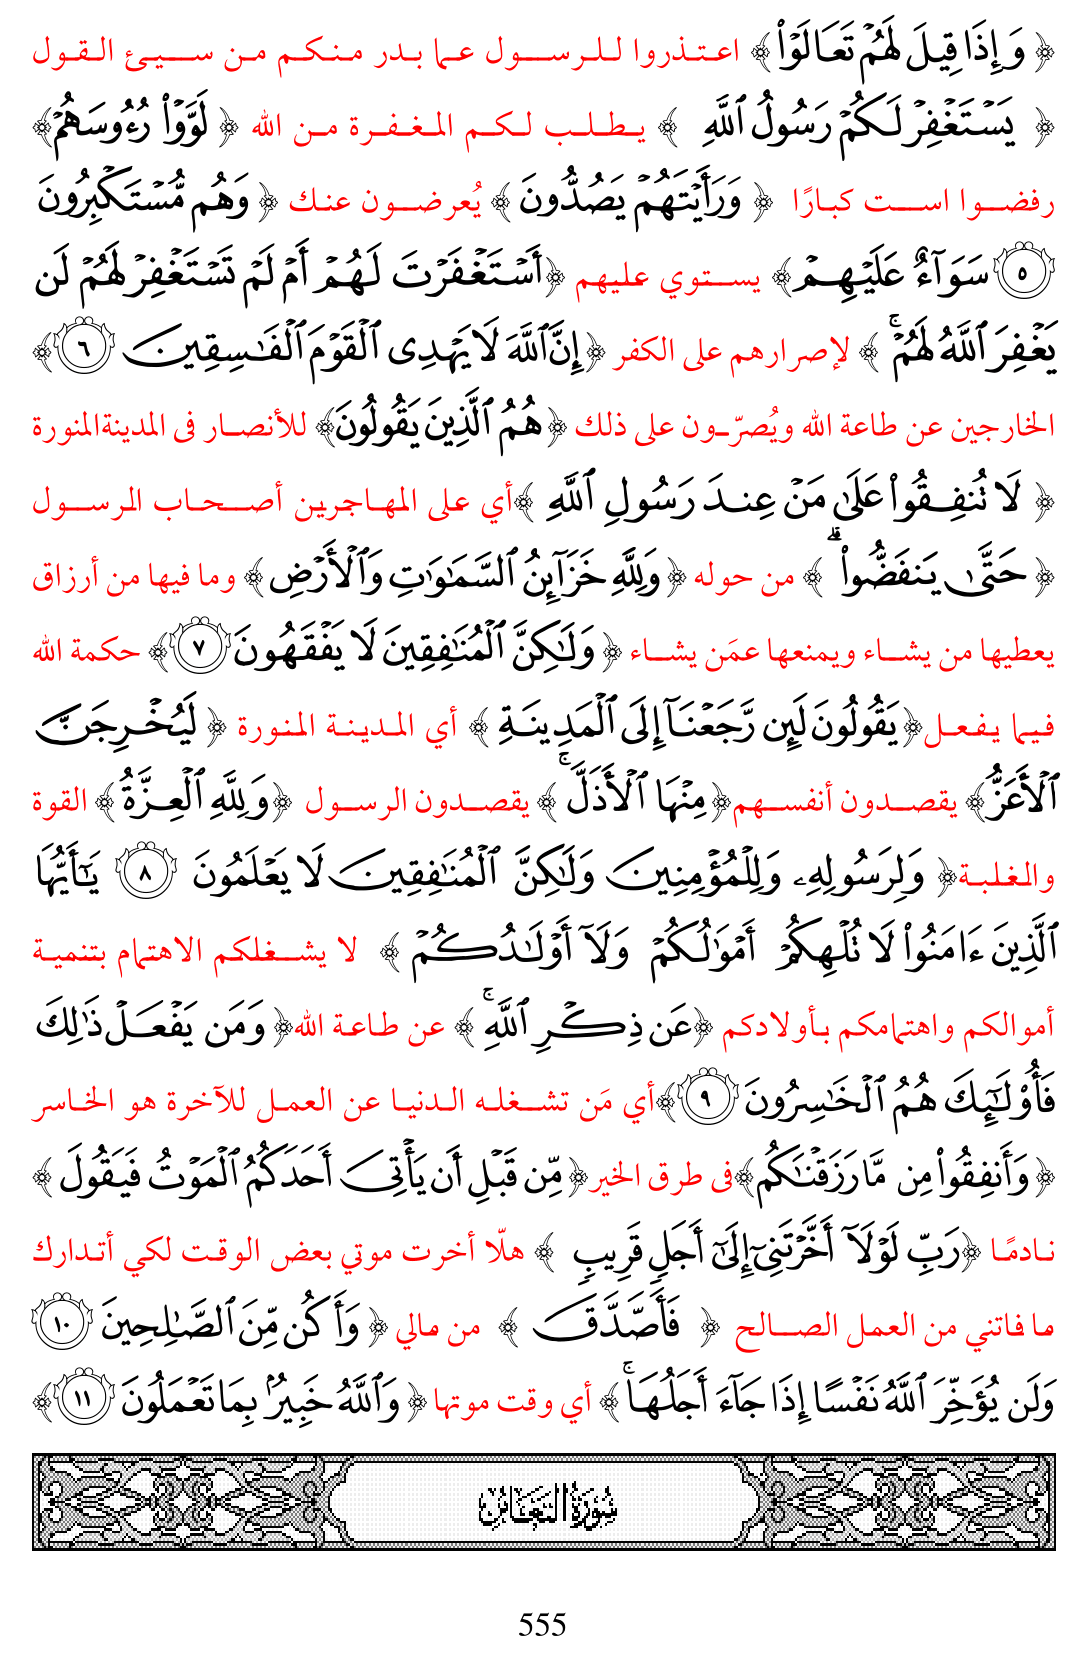 ﴿ وَإِذَا قِيلَ لَهُمْ تَعَالَوْا۟ ﴾ اعتذروا للرسول عما بدر منكم من سيئ القول
﴿ يَسْتَغْفِرْ لَكُمْ رَسُولُ ٱللَّهِ ﴾ يطلب لكم المغفرة من الله ﴿ لَوَّوْا۟ رُءُوسَهُمْ﴾
رفضوا است كبارًا ﴿ وَرَأَيْتَهُمْ يَصُدُّونَ ﴾ يُعرضون عنك ﴿ وَهُم مُّسْتَكْبِرُونَ
٥ سَوَآءٌ عَلَيْهِمْ﴾ يستوي عليهم ﴿أَسْتَغْفَرْتَ لَهُمْ أَمْ لَمْ تَسْتَغْفِرْ لَهُمْ لَن
يَغْفِرَ ٱللَّهُ لَهُمْ ۚ ﴾ لإصرارهم على الكفر ﴿إِنَّ ٱللَّهَ لَا يَهْدِى ٱلْقَوْمَ ٱلْفَـٰسِقِينَ ٦ ﴾
الخارجين عن طاعة الله ويُصرّون على ذلك ﴿هُمُ ٱلَّذِينَ يَقُولُونَ﴾ للأنصار فى المدينة المنورة
﴿ لَا تُنفِقُوا۟ عَلَىٰ مَنْ عِندَ رَسُولِ ٱللَّهِ ﴾أي على المهاجرين أصحاب الرسول
﴿ حَتَّىٰ يَنفَضُّوا۟ ۗ ﴾ من حوله ﴿ وَلِلَّهِ خَزَآئِنُ ٱلسَّمَـٰوَٰتِ وَٱلْأَرْضِ ﴾ وما فيها من أرزاق
يعطيها من يشاء ويمنعها عمَن يشاء ﴿ وَلَـٰكِنَّ ٱلْمُنَـٰفِقِينَ لَا يَفْقَهُونَ ٧ ﴾ حكمة الله
فيما يفعل﴿يَقُولُونَ لَئِن رَّجَعْنَآ إِلَى ٱلْمَدِينَةِ ﴾ أي المدينة المنورة ﴿ لَيُخْرِجَنَّ
ٱلْأَعَزُّ﴾ يقصدون أنفسهم﴿مِنْهَا ٱلْأَذَلَّ ۚ ﴾ يقصدون الرسول ﴿وَلِلَّهِ ٱلْعِزَّةُ﴾ القوة
والغلبة﴿ وَلِرَسُولِهِۦ وَلِلْمُؤْمِنِينَ وَلَـٰكِنَّ ٱلْمُنَـٰفِقِينَ لَا يَعْلَمُونَ ٨ يَـٰٓأَيُّهَا
ٱلَّذِينَ ءَامَنُوا۟ لَا تُلْهِكُمْ أَمْوَٰلُكُمْ وَلَآ أَوْلَـٰدُكُمْ ﴾ لا يشغلكم الاهتمام بتنمية
أموالكم واهتمامكم بأولادكم ﴿عَن ذِكْرِ ٱللَّهِ ۚ ﴾ عن طاعة الله﴿ وَمَن يَفْعَلْ ذَٰلِكَ
فَأُو۟لَـٰٓئِكَ هُمُ ٱلْخَـٰسِرُونَ ٩ ﴾أي مَن تشغله الدنيا عن العمل للآخرة هو الخاسر
﴿ وَأَنفِقُوا۟ مِن مَّا رَزَقْنَـٰكُم﴾فى طرق الخير﴿مِّن قَبْلِ أَن يَأْتِىَ أَحَدَكُمُ ٱلْمَوْتُ فَيَقُولَ ﴾
نادمًا ﴿رَبِّ لَوْلَآ أَخَّرْتَنِىٓ إِلَىٰٓ أَجَلٍ قَرِيبٍ ﴾ هلّا أخرت موتي بعض الوقت لكي أتدارك
ما فاتني من العمل الصالح ﴿ فَأَصَّدَّقَ ﴾ من مالي ﴿ وَأَكُن مِّنَ ٱلصَّـٰلِحِينَ ١٠
وَلَن يُؤَخِّرَ ٱللَّهُ نَفْسًا إِذَا جَآءَ أَجَلُهَا ۚ ﴾ أي وقت موتها ﴿ وَٱللَّهُ خَبِيرٌۢ بِمَا تَعْمَلُونَ ١١ ﴾
سُورَةُ التَّغَابُن
555